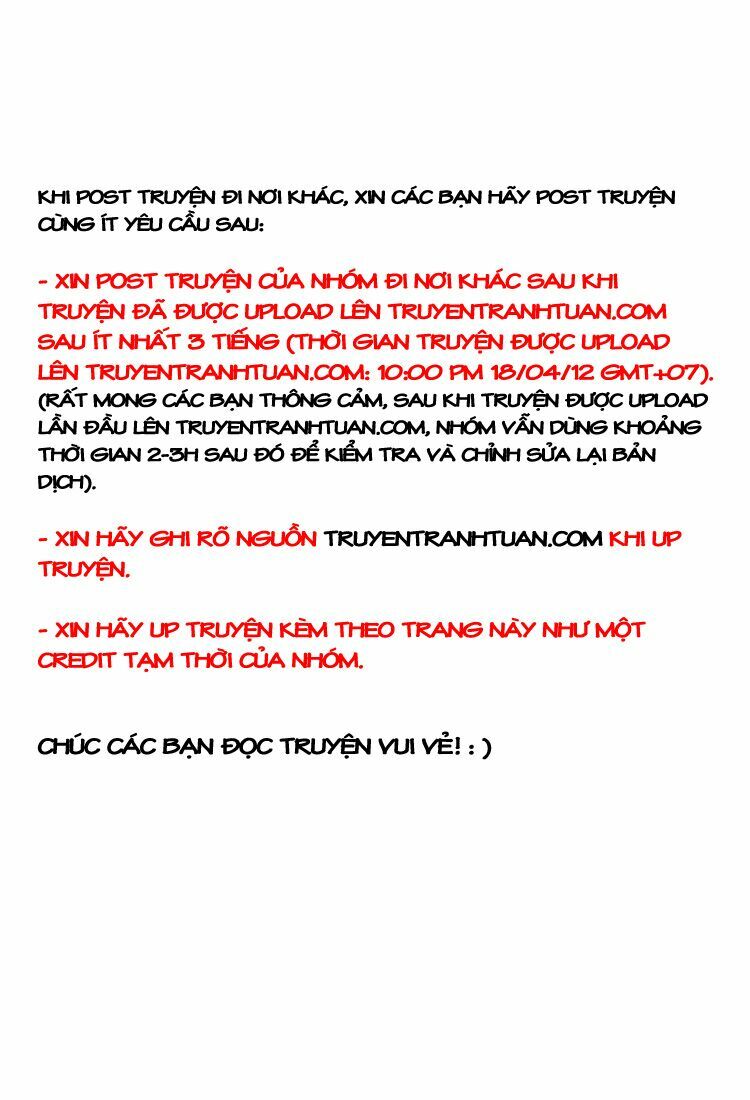 KHI POST TRUYỆN ĐI NƠI KHÁC, XIN CÁC BẠN HÃY POST TRUYỆN
CÙNG ÍT YÊU CẦU SAU:
- XIN POST TRUYỆN CỦA NHÓM ĐI NƠI KHÁC SAU KHI
TRUYỆN ĐÃ ĐƯỢC UPLOAD LÊN TRUYENTRANHTUAN.COM
SAU ÍT NHẤT 3 TIẾNG (THỜI GIAN TRUYỆN ĐƯỢC UPLOAD
LÊN TRUYENTRANHTUAN.COM: 10:00 PM 18/04/12 GMT+07).
(RẤT MONG CÁC BẠN THÔNG CẢM, SAU KHI TRUYỆN ĐƯỢC UPLOAD
LẦN ĐẦU LÊN TRUYENTRANHTUAN.COM, NHÓM VẪN DÙNG KHOẢNG
THỜI GIAN 2-3H SAU ĐÓ ĐỂ KIỂM TRA VÀ CHỈNH SỬA LẠI BẢN
DỊCH).
- XIN HÃY GHI RÕ NGUỒN TRUYENTRANHTUAN.COM KHI UP
TRUYỆN.
- XIN HÃY UP TRUYỆN KÈM THEO TRANG NÀY NHƯ MỘT
CREDIT TẠM THỜI CỦA NHÓM.
CHÚC CÁC BẠN ĐỌC TRUYỆN VUI VẺ! : )